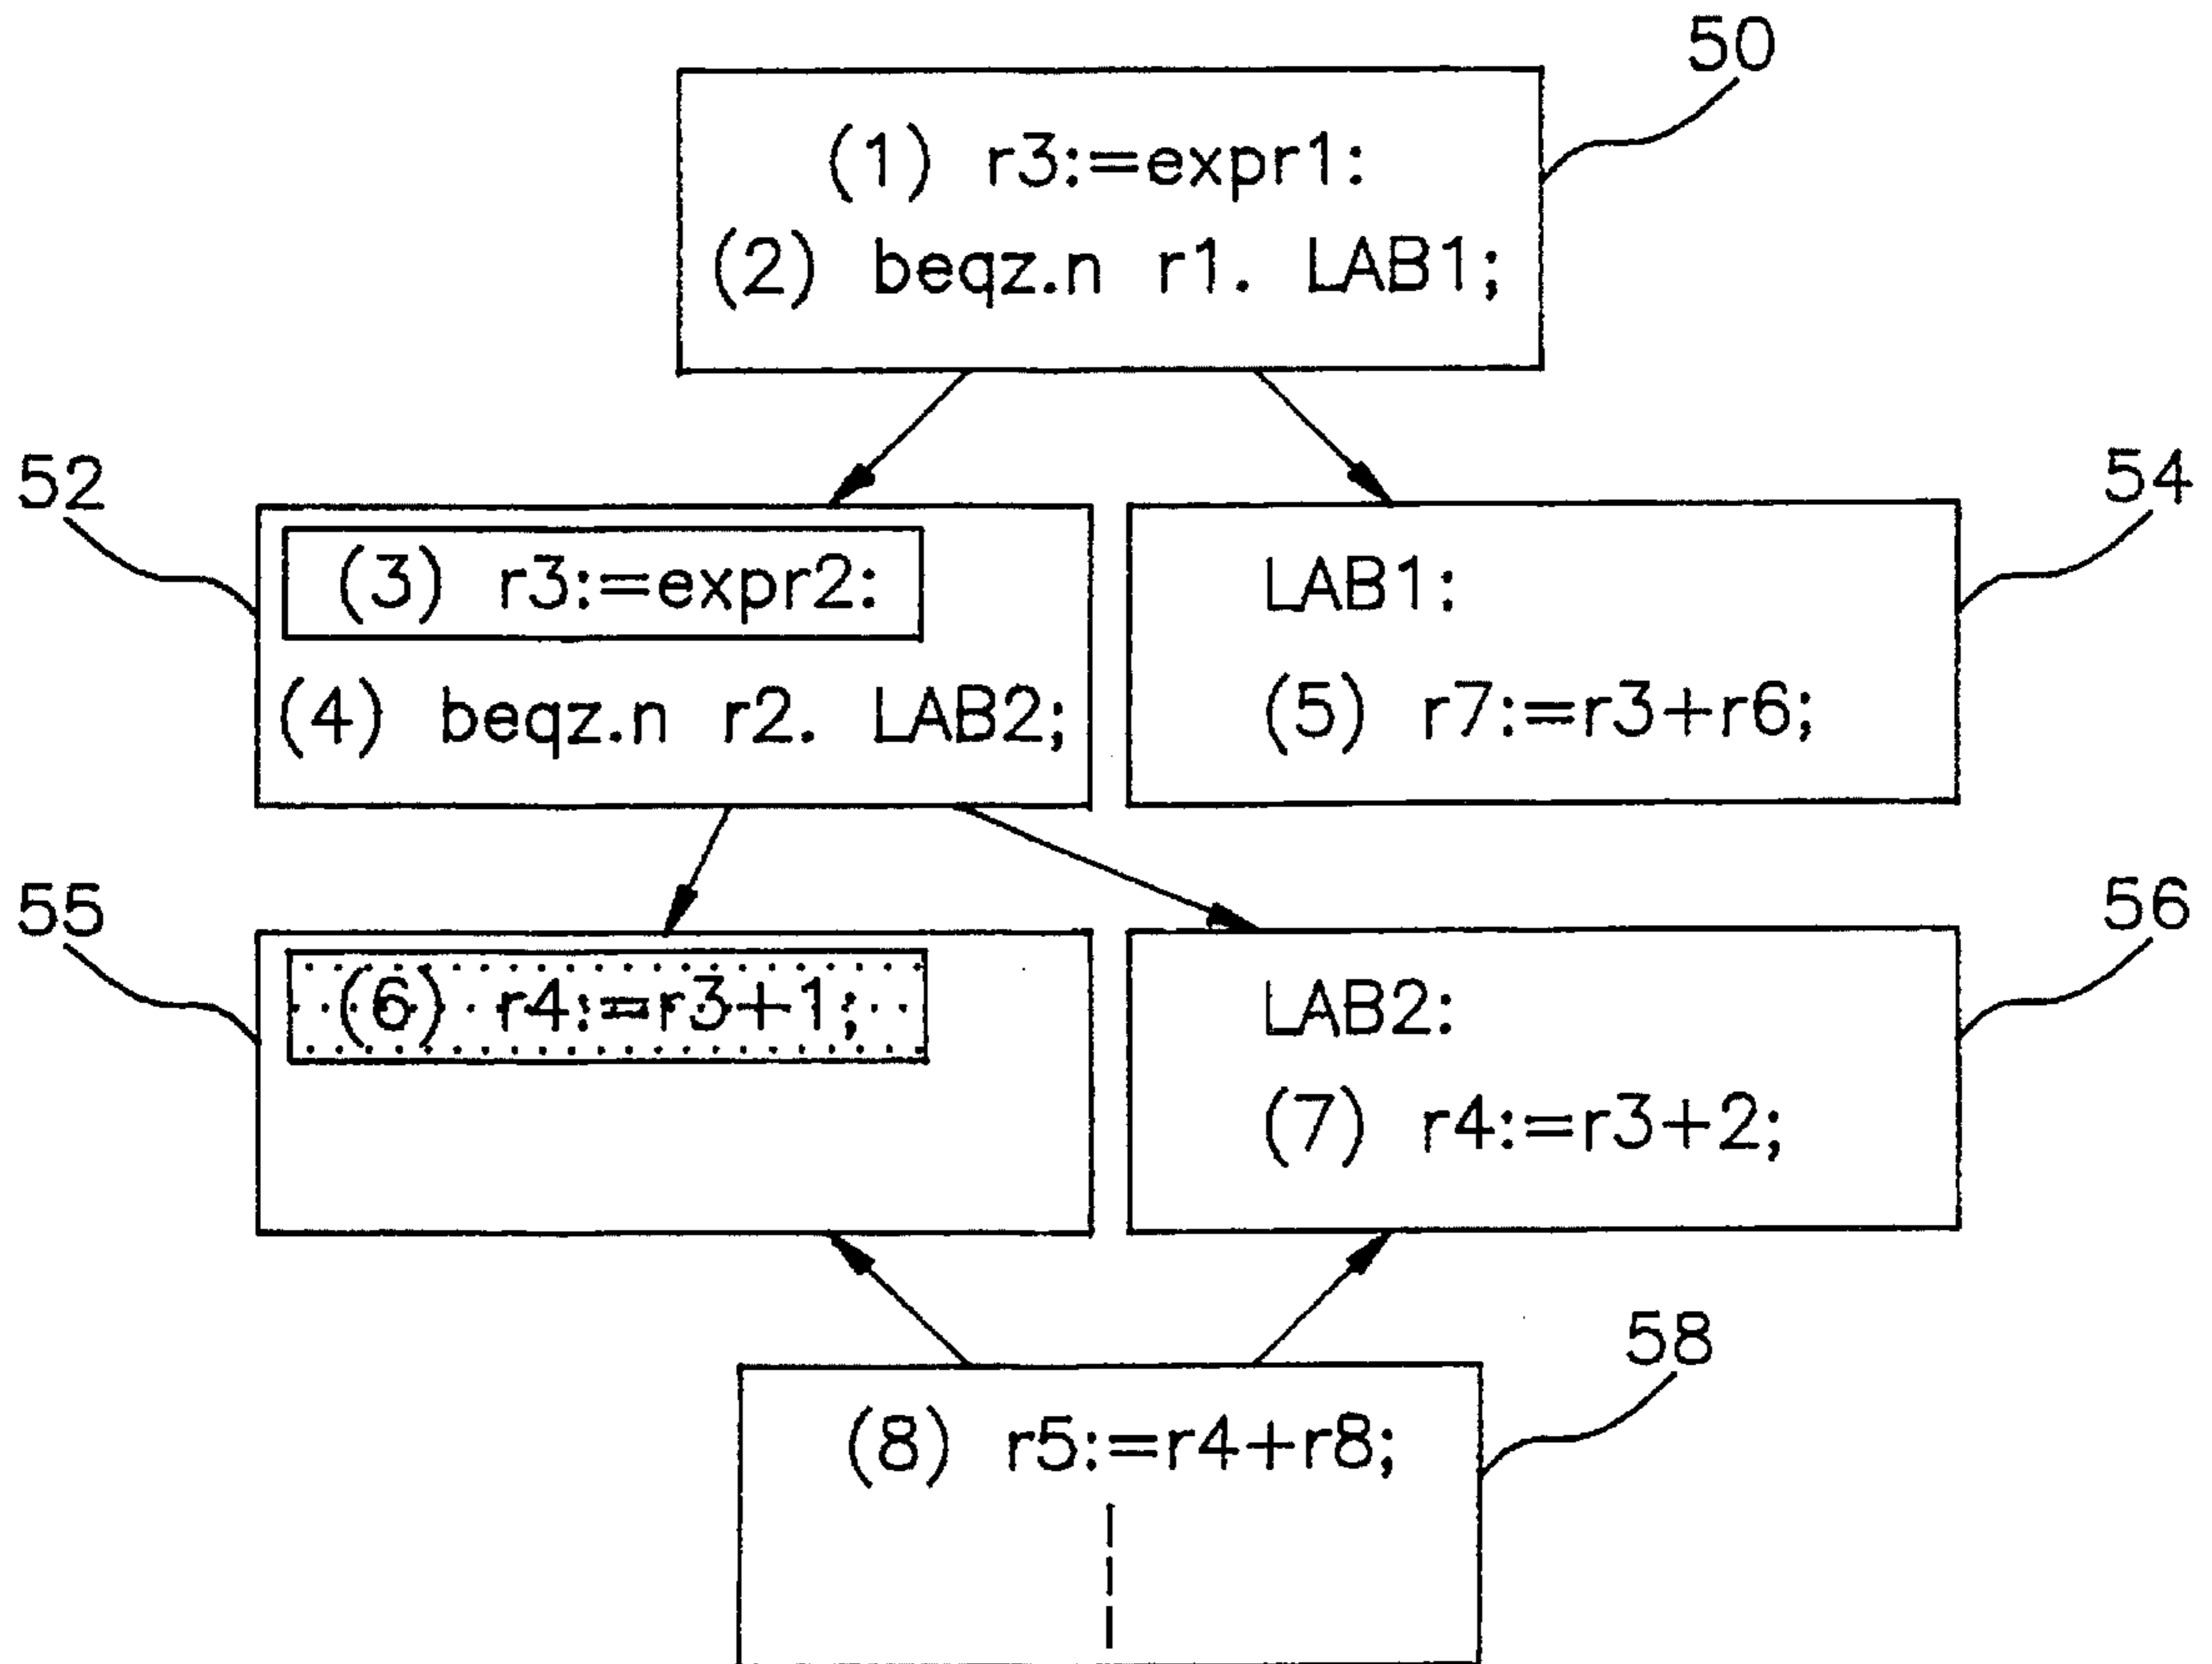 50
(1) r3:=expr1:
(2) beqz.n r1. LAB1;
52
54
(3) r3:=expr2:
LAB1:
(4) beqz.n r2. LAB2;
(5) r7:=r3+r6;
55
56
(6) r4:=r3+1;
LAB2:
(7) r4:=r3+2;
58
(8) r5:=r4+r8;